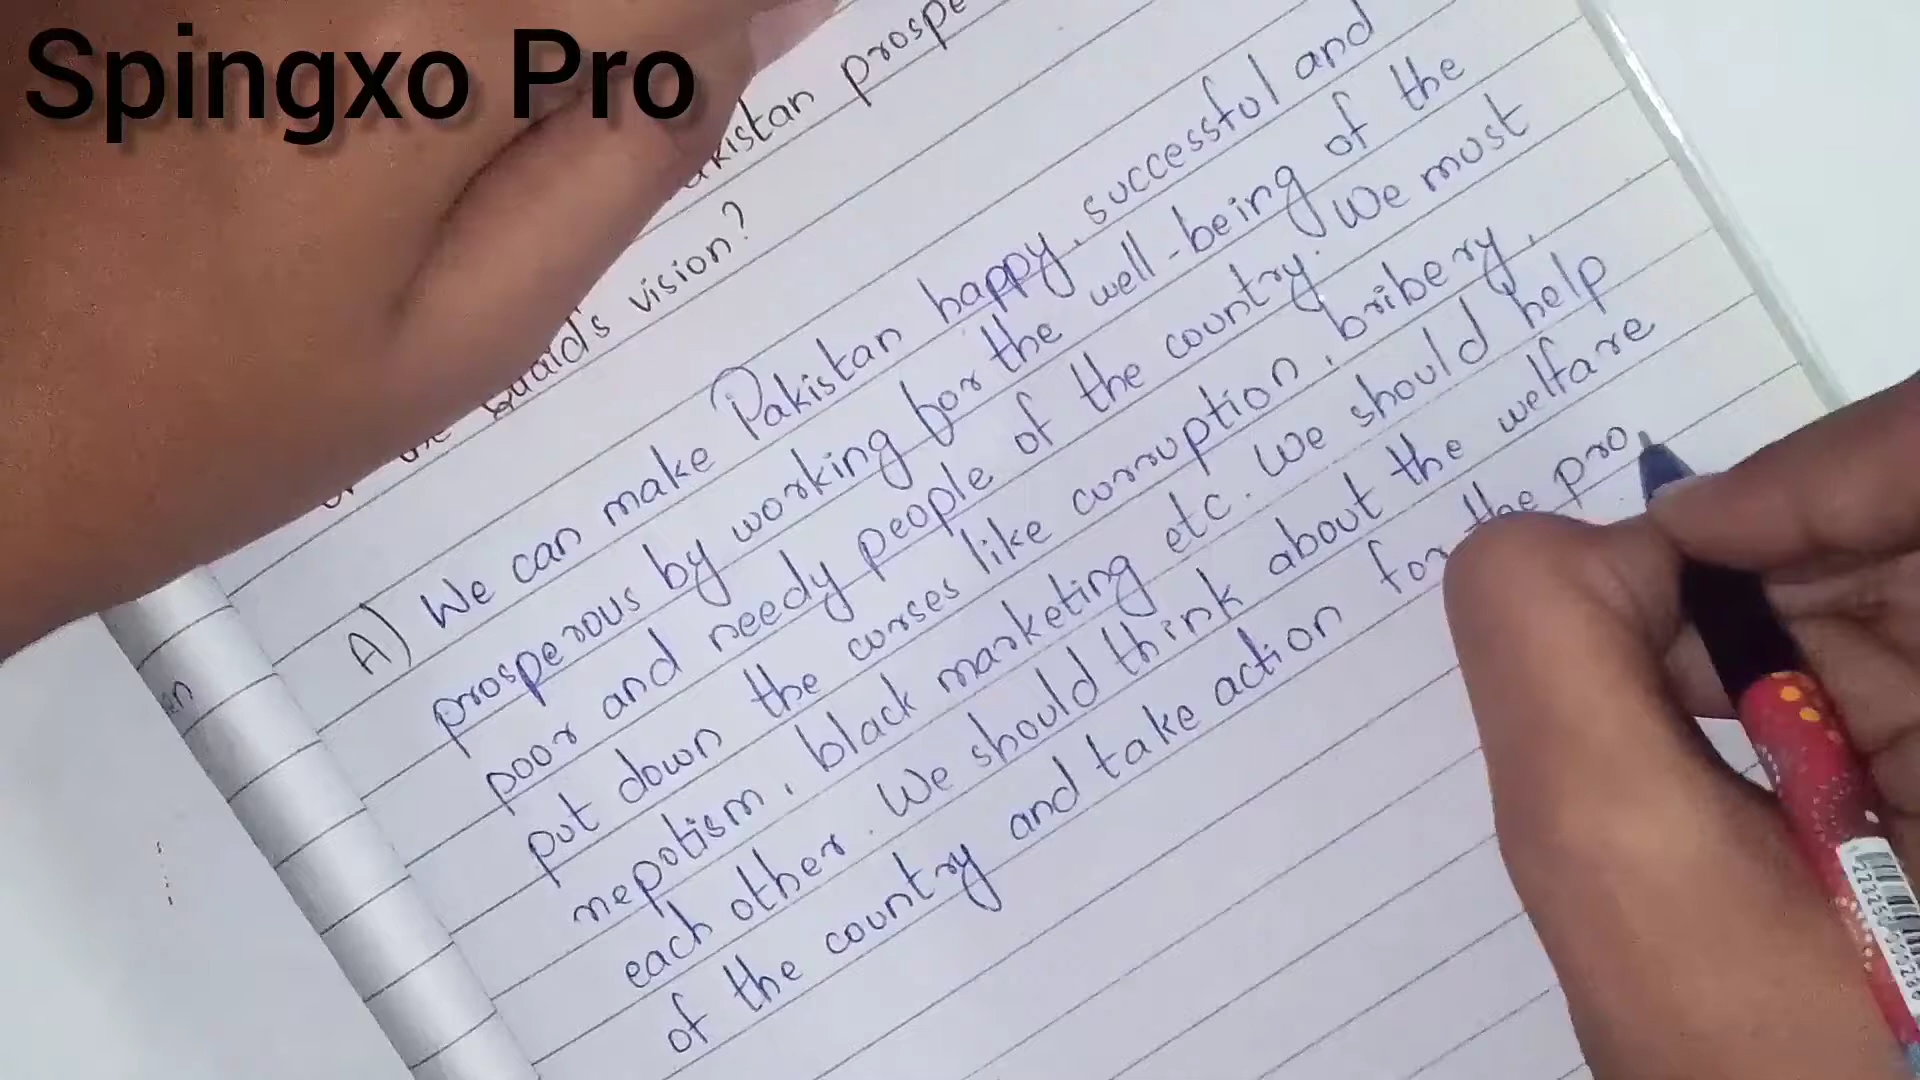 Spingxo Pro
akistan prospe
Quaid's vision?
A) We can make Pakistan happy, successful and
prosperous by working for the well-being of the
poor and needy people of the country. We must
put down the curses like corruption, bribery,
nepotism, black marketing etc. We should help
each other. We should think about the welfare
of the country and take action for the pro